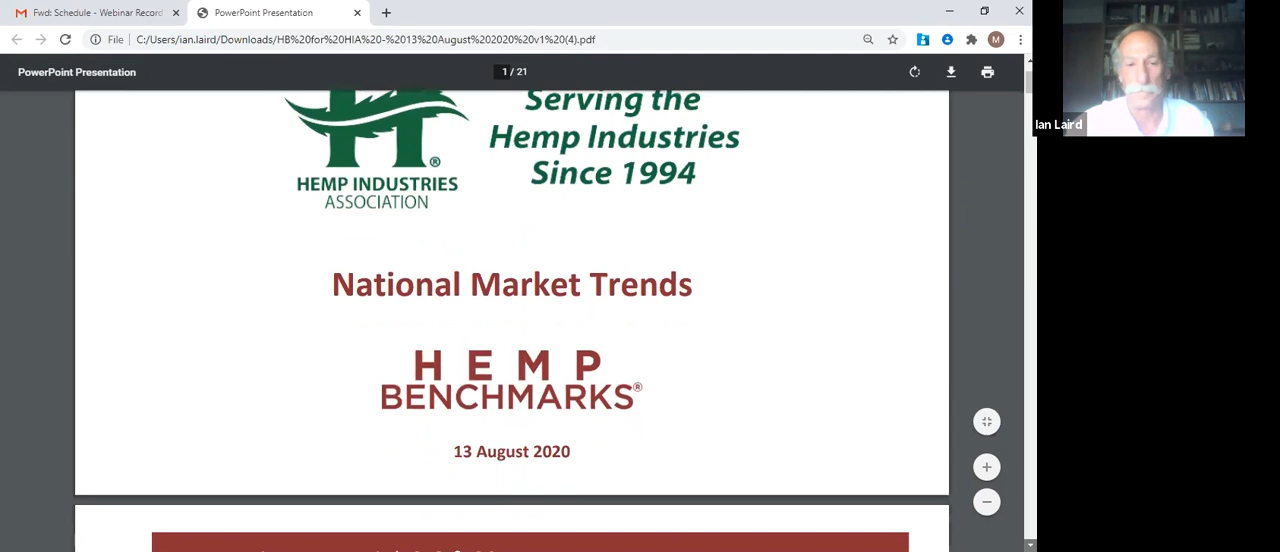 Fwd: Schedule - Webinar Record
PowerPoint Presentation
File
C:/Users/ian.laird/Downloads/HB%20for%20HIA%20-%2013%20August%202020%20v1%20(4).pdf
M
PowerPoint Presentation
1 / 21
Ian Laird
H®
HEMP INDUSTRIES
ASSOCIATION
Serving the
Hemp Industries
Since 1994
National Market Trends
HEMP
BENCHMARKS®
13 August 2020